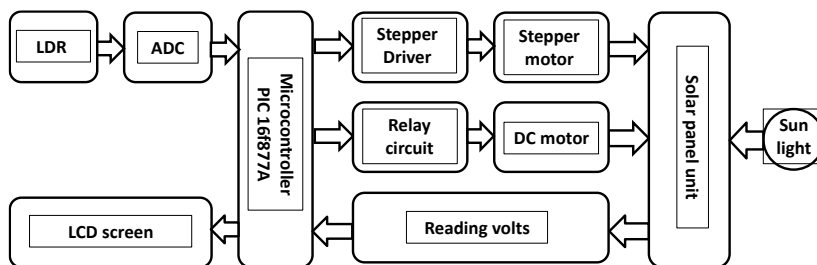 LDR
ADC
Microcontroller
PIC 16f877A
Stepper
Driver
Stepper
motor
Relay
circuit
DC motor
Solar panel unit
Sun
light
LCD screen
Reading volts